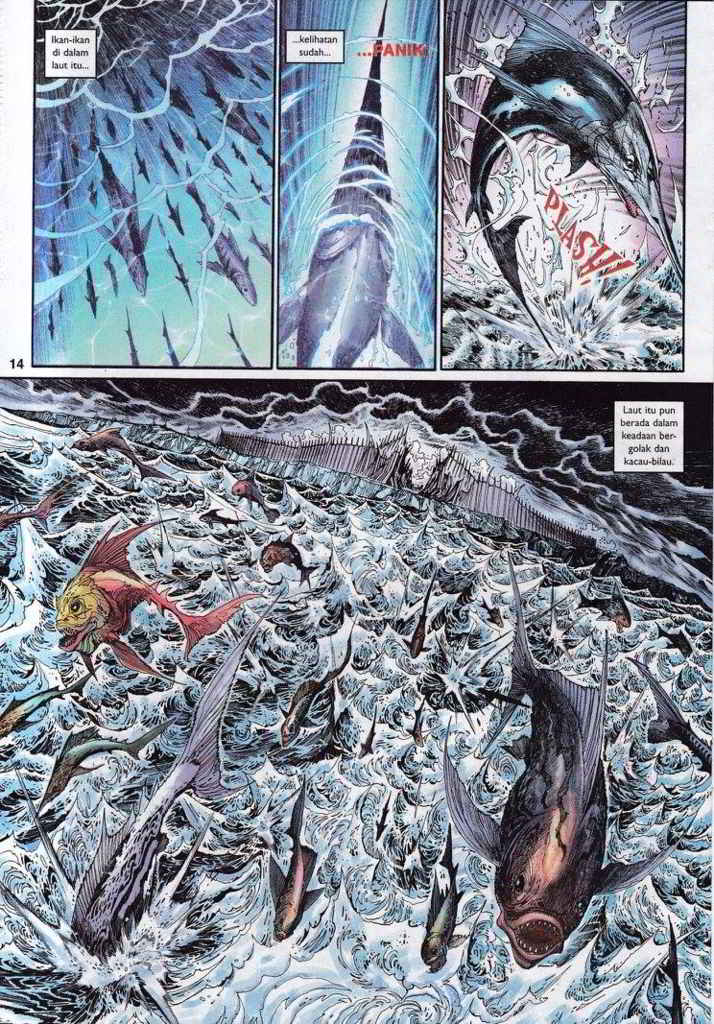 Ikan-ikan
di dalam
laut itu...
...kelihatan
sudah...
...PANIK
PLASH!
14
Laut itu pun
berada dalam
keadaan ber-
golak dan
kacau-bilau.